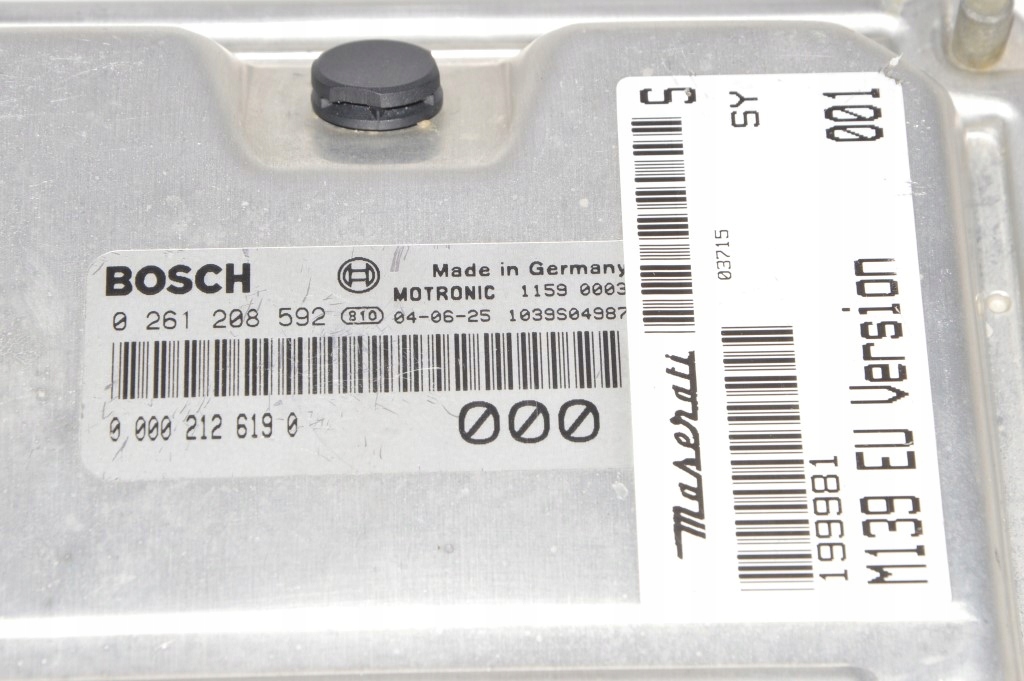 BOSCH
Made in Germany
MOTRONIC 1159 0003
0 261 208 592 S10 04-06-25 1039S04987
0 000 212 619 0
000
S
SY
001
03715
Maserati
199981
M139 EU Version